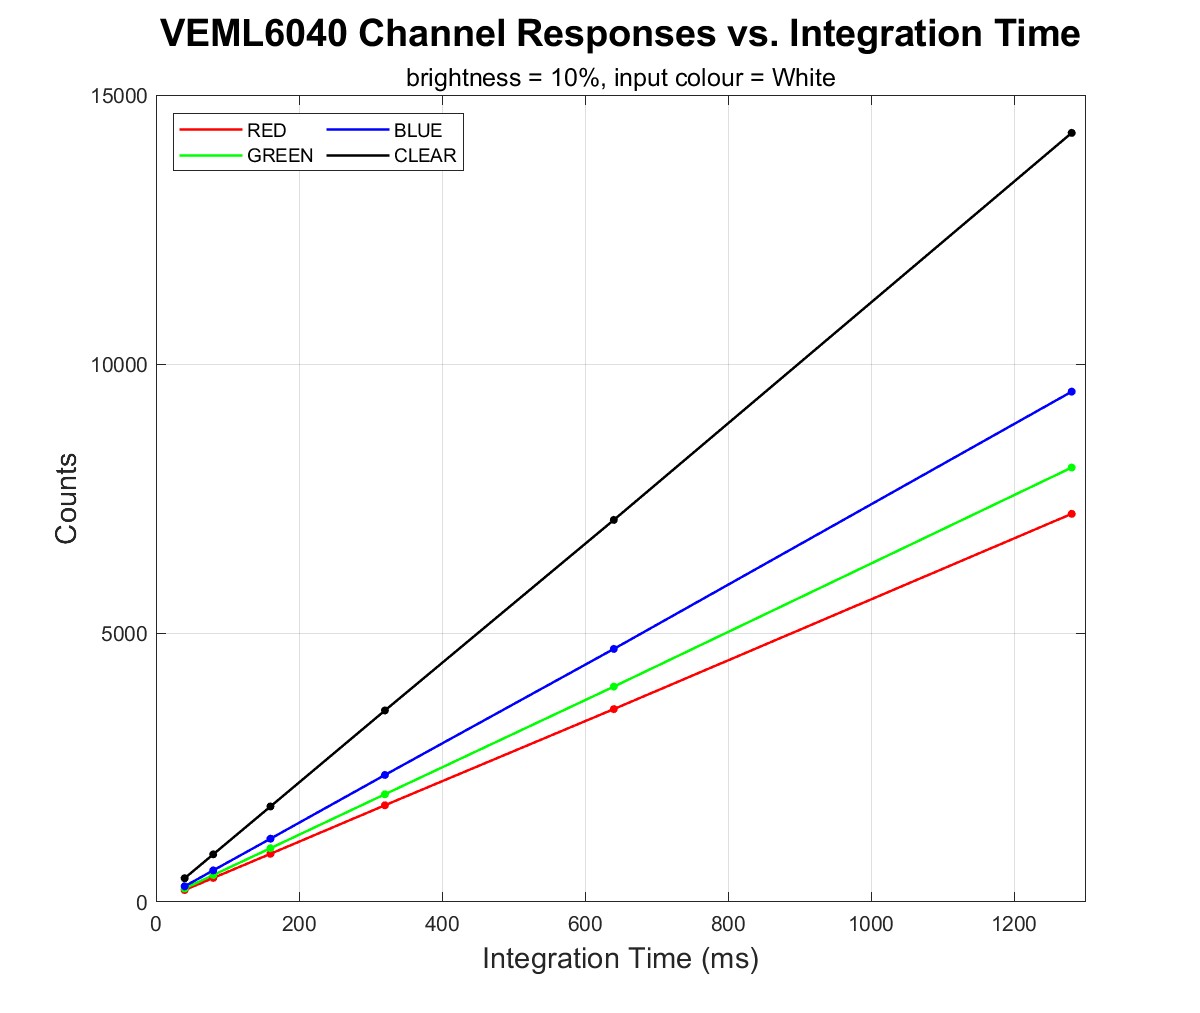 VEML6040 Channel Responses vs. Integration Time
brightness = 10%, input colour = White
15000
RED
BLUE
GREEN
CLEAR
10000
Counts
5000
0
0 200 400 600 800 1000 1200
Integration Time (ms)